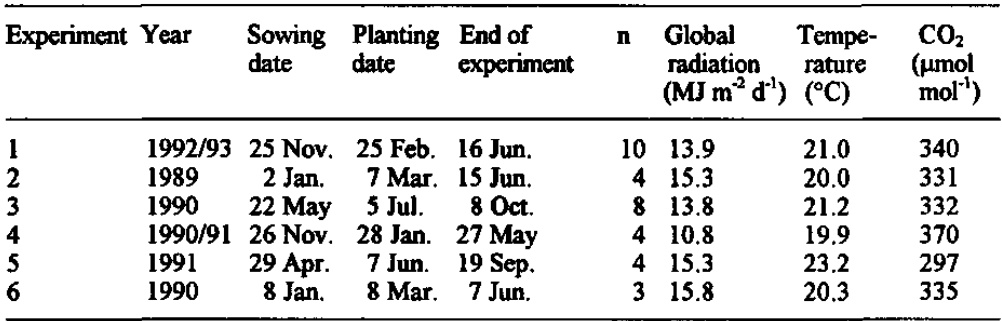 Experiment Year Sowing Planting End of n Global Tempe- CO₂
date date experiment radiation rature (µmol
(MJ m⁻² d⁻¹) (°C) mol⁻¹)
1 1992/93 25 Nov. 25 Feb. 16 Jun. 10 13.9 21.0 340
2 1989 2 Jan. 7 Mar. 15 Jun. 4 15.3 20.0 331
3 1990 22 May 5 Jul. 8 Oct. 8 13.8 21.2 332
4 1990/91 26 Nov. 28 Jan. 27 May 4 10.8 19.9 370
5 1991 29 Apr. 7 Jun. 19 Sep. 4 15.3 23.2 297
6 1990 8 Jan. 8 Mar. 7 Jun. 3 15.8 20.3 335